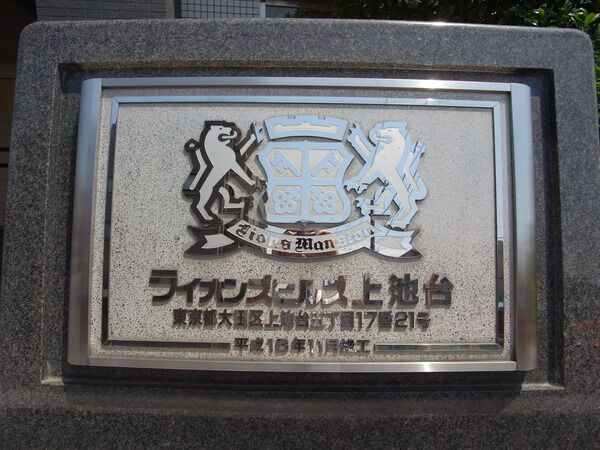 Lions Mansion
ライオンズヒルズ上池台
東京都大田区上池台五丁目17番21号
平成13年11月竣工